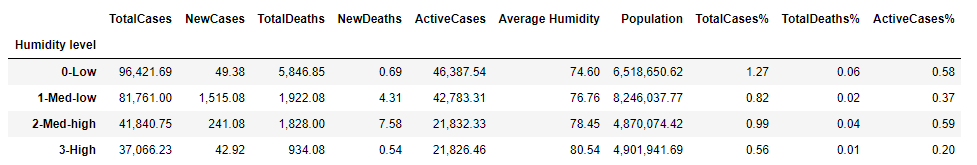 TotalCases NewCases TotalDeaths NewDeaths ActiveCases Average Humidity Population TotalCases% TotalDeaths% ActiveCases%
Humidity level
0-Low 96,421.69 49.38 5,846.85 0.69 46,387.54 74.60 6,518,650.62 1.27 0.06 0.58
1-Med-low 81,761.00 1,515.08 1,922.08 4.31 42,783.31 76.76 8,246,037.77 0.82 0.02 0.37
2-Med-high 41,840.75 241.08 1,828.00 7.58 21,832.33 78.45 4,870,074.42 0.99 0.04 0.59
3-High 37,066.23 42.92 934.08 0.54 21,826.46 80.54 4,901,941.69 0.56 0.01 0.20